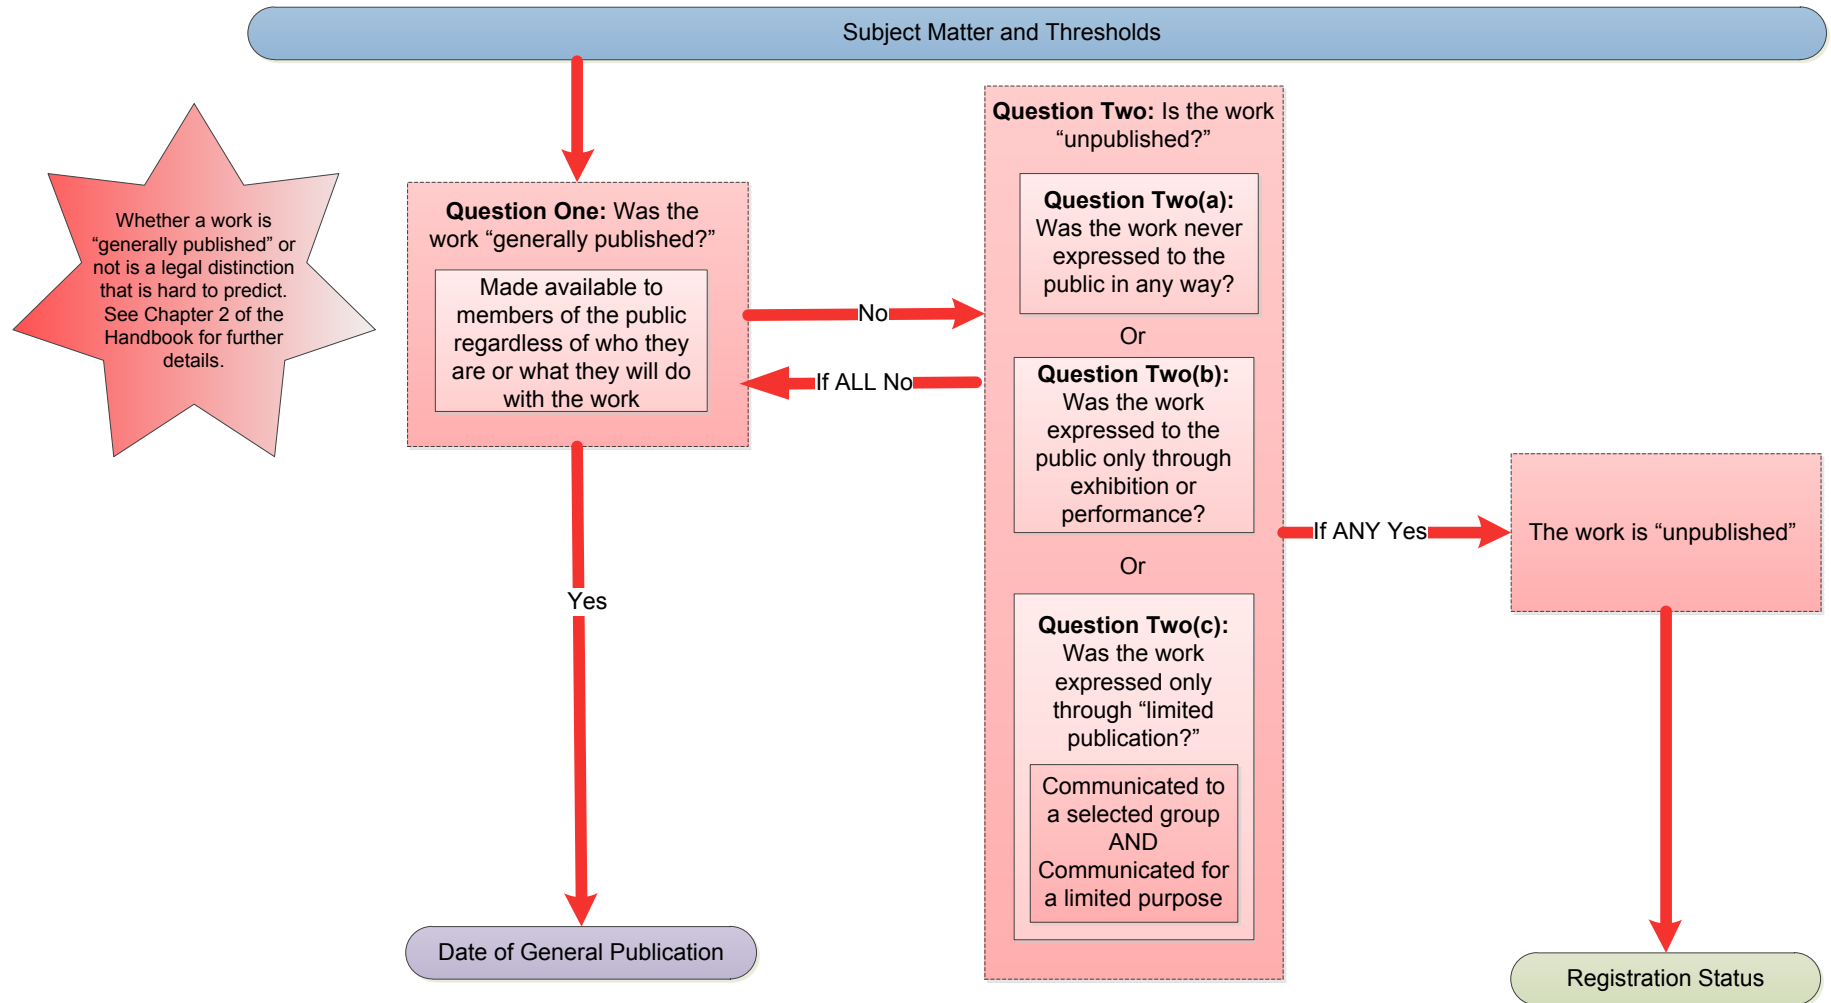 Subject Matter and Thresholds
Whether a work is
“generally published” or
not is a legal distinction
that is hard to predict.
See Chapter 2 of the
Handbook for further
details.
Question One: Was the
work “generally published?”
Made available to
members of the public
regardless of who they
are or what they will do
with the work
No
If ALL No
Yes
Date of General Publication
Question Two: Is the work
“unpublished?”
Question Two(a):
Was the work never
expressed to the
public in any way?
Or
Question Two(b):
Was the work
expressed to the
public only through
exhibition or
performance?
Or
Question Two(c):
Was the work
expressed only
through “limited
publication?”
Communicated to
a selected group
AND
Communicated for
a limited purpose
If ANY Yes
The work is “unpublished”
Registration Status